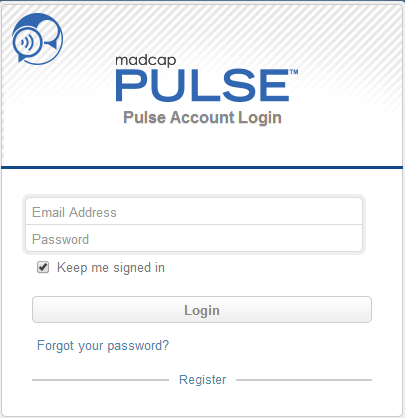 madcap
PULSE™
Pulse Account Login
Email Address
Password
Keep me signed in
Login
Forgot your password?
Register